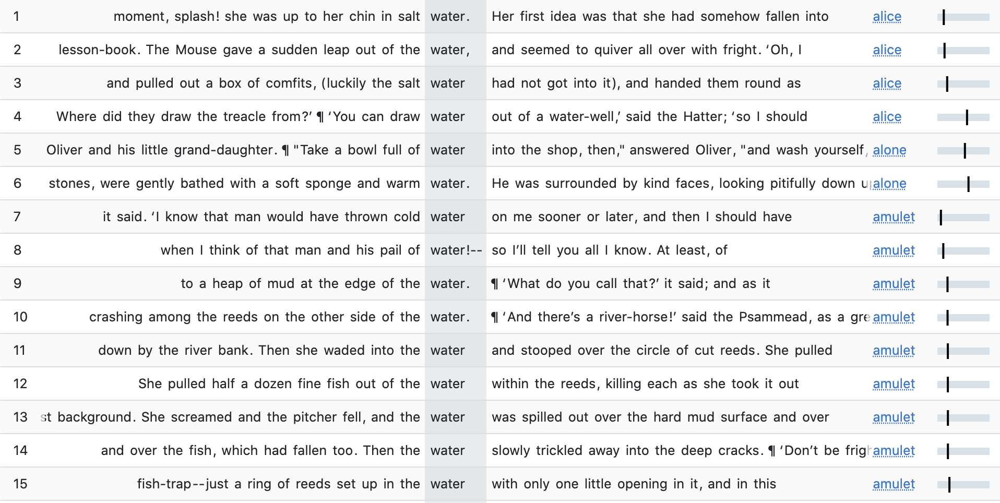 1 moment, splash! she was up to her chin in salt water. Her first idea was that she had somehow fallen into alice
2 lesson-book. The Mouse gave a sudden leap out of the water, and seemed to quiver all over with fright. ‘Oh, I alice
3 and pulled out a box of comfits, (luckily the salt water had not got into it), and handed them round as alice
4 Where did they draw the treacle from?’ ¶ ‘You can draw water out of a water-well,’ said the Hatter; ‘so I should alice
5 Oliver and his little grand-daughter. ¶ "Take a bowl full of water into the shop, then," answered Oliver, "and wash yourself, alone
6 stones, were gently bathed with a soft sponge and warm water. He was surrounded by kind faces, looking pitifully down alone
7 it said. ‘I know that man would have thrown cold water on me sooner or later, and then I should have amulet
8 when I think of that man and his pail of water!-- so I’ll tell you all I know. At least, of amulet
9 to a heap of mud at the edge of the water. ¶ ‘What do you call that?’ it said; and as it amulet
10 crashing among the reeds on the other side of the water. ¶ ‘And there’s a river-horse!’ said the Psammead, as a gre amulet
11 down by the river bank. Then she waded into the water and stooped over the circle of cut reeds. She pulled amulet
12 She pulled half a dozen fine fish out of the water within the reeds, killing each as she took it out amulet
13 st background. She screamed and the pitcher fell, and the water was spilled out over the hard mud surface and over amulet
14 and over the fish, which had fallen too. Then the water slowly trickled away into the deep cracks. ¶ ‘Don’t be frigh amulet
15 fish-trap--just a ring of reeds set up in the water with only one little opening in it, and in this amulet